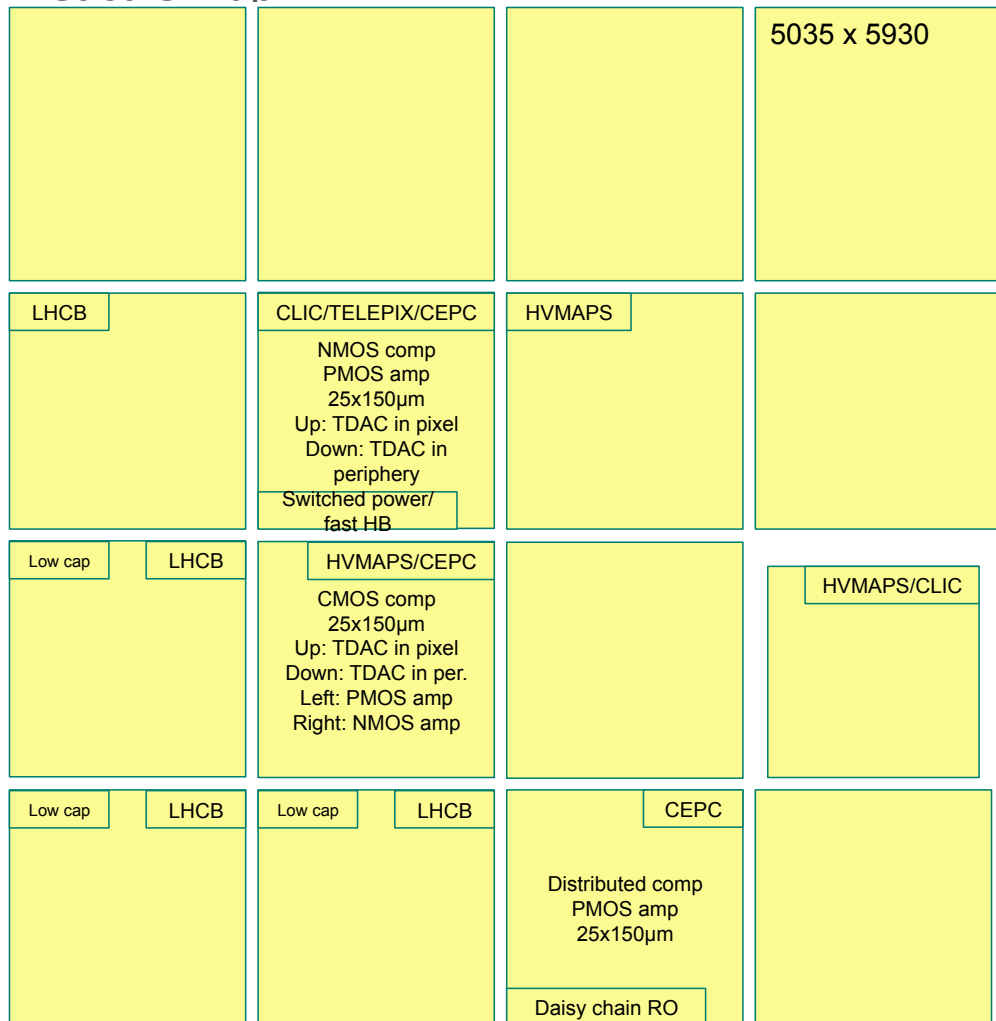 5035 x 5930
LHCB
CLIC/TELEPIX/CEPC
HVMAPS
NMOS comp
PMOS amp
25x150µm
Up: TDAC in pixel
Down: TDAC in
periphery
Switched power/
fast HB
Low cap
LHCB
HVMAPS/CEPC
HVMAPS/CLIC
CMOS comp
25x150µm
Up: TDAC in pixel
Down: TDAC in per.
Left: PMOS amp
Right: NMOS amp
Low cap
LHCB
Low cap
LHCB
CEPC
Distributed comp
PMOS amp
25x150µm
Daisy chain RO